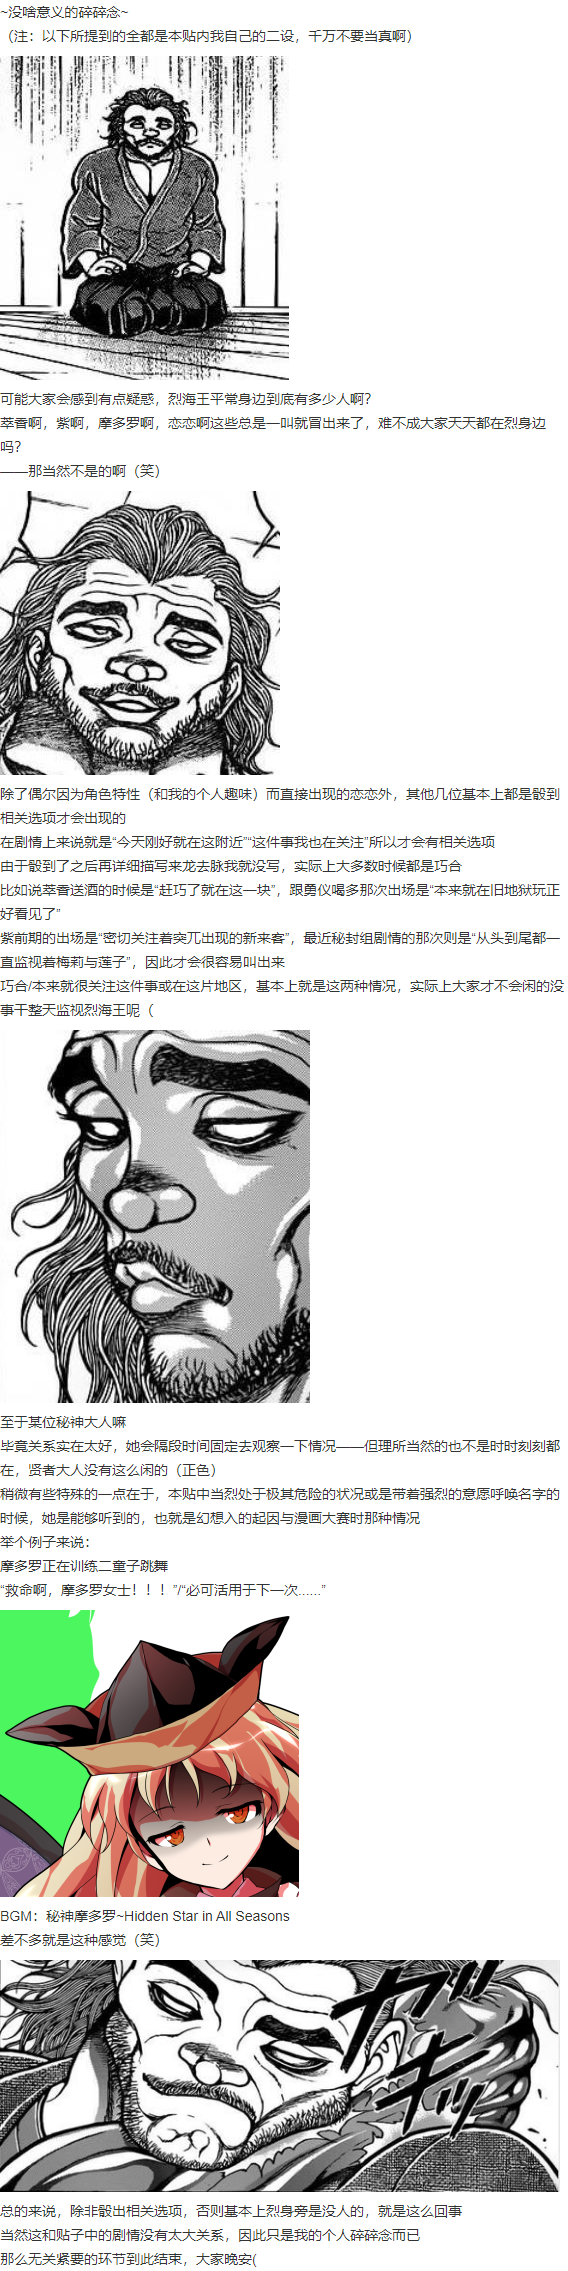 ~没啥意义的碎碎念~
（注：以下所提到的全都是本贴内我自己的二设，千万不要当真啊）
可能大家会感到有点疑惑，烈海王平常身边到底有多少人啊？
萃香啊，紫啊，摩多罗啊，恋恋啊这些总是一叫就冒出来了，难不成大家天天都在烈身边
吗？
——那当然不是的啊（笑）
除了偶尔因为角色特性（和我的个人趣味）而直接出现的恋恋外，其他几位基本上都是骰到
相关选项才会出现的
在剧情上来说就是“今天刚好就在这附近”“这件事我也在关注”所以才会有相关选项
由于骰到了之后再详细描写来龙去脉我就没写，实际上大多数时候都是巧合
比如说萃香送酒的时候是“赶巧了就在这一块”，跟勇仪喝多那次出场是“本来就在旧地狱玩正
好看见了”
紫前期的出场是“密切关注着突兀出现的新来客”，最近秘封组剧情的那次则是“从头到尾都一
直监视着梅莉与莲子”，因此才会很容易叫出来
巧合/本来就很关注这件事或在这片地区，基本上就是这两种情况，实际上大家才不会闲的没
事干整天监视烈海王呢（
至于某位秘神大人嘛
毕竟关系实在太好，她会隔段时间固定去观察一下情况——但理所当然的也不是时时刻刻都
在，贤者大人没有这么闲的（正色）
稍微有些特殊的一点在于，本贴中当烈处于极其危险的状况或是带着强烈的意愿呼唤名字的
时候，她是能够听到的，也就是幻想入的起因与漫画大赛时那种情况
举个例子来说：
摩多罗正在训练二童子跳舞
“救命啊，摩多罗女士！！！”/“必可活用于下一次......”
BGM：秘神摩多罗~Hidden Star in All Seasons
差不多就是这种感觉（笑）
ガッ
ギッ
总的来说，除非骰出相关选项，否则基本上烈身旁是没人的，就是这么回事
当然这和贴子中的剧情没有太大关系，因此只是我的个人碎碎念而已
那么无关紧要的环节到此结束，大家晚安(